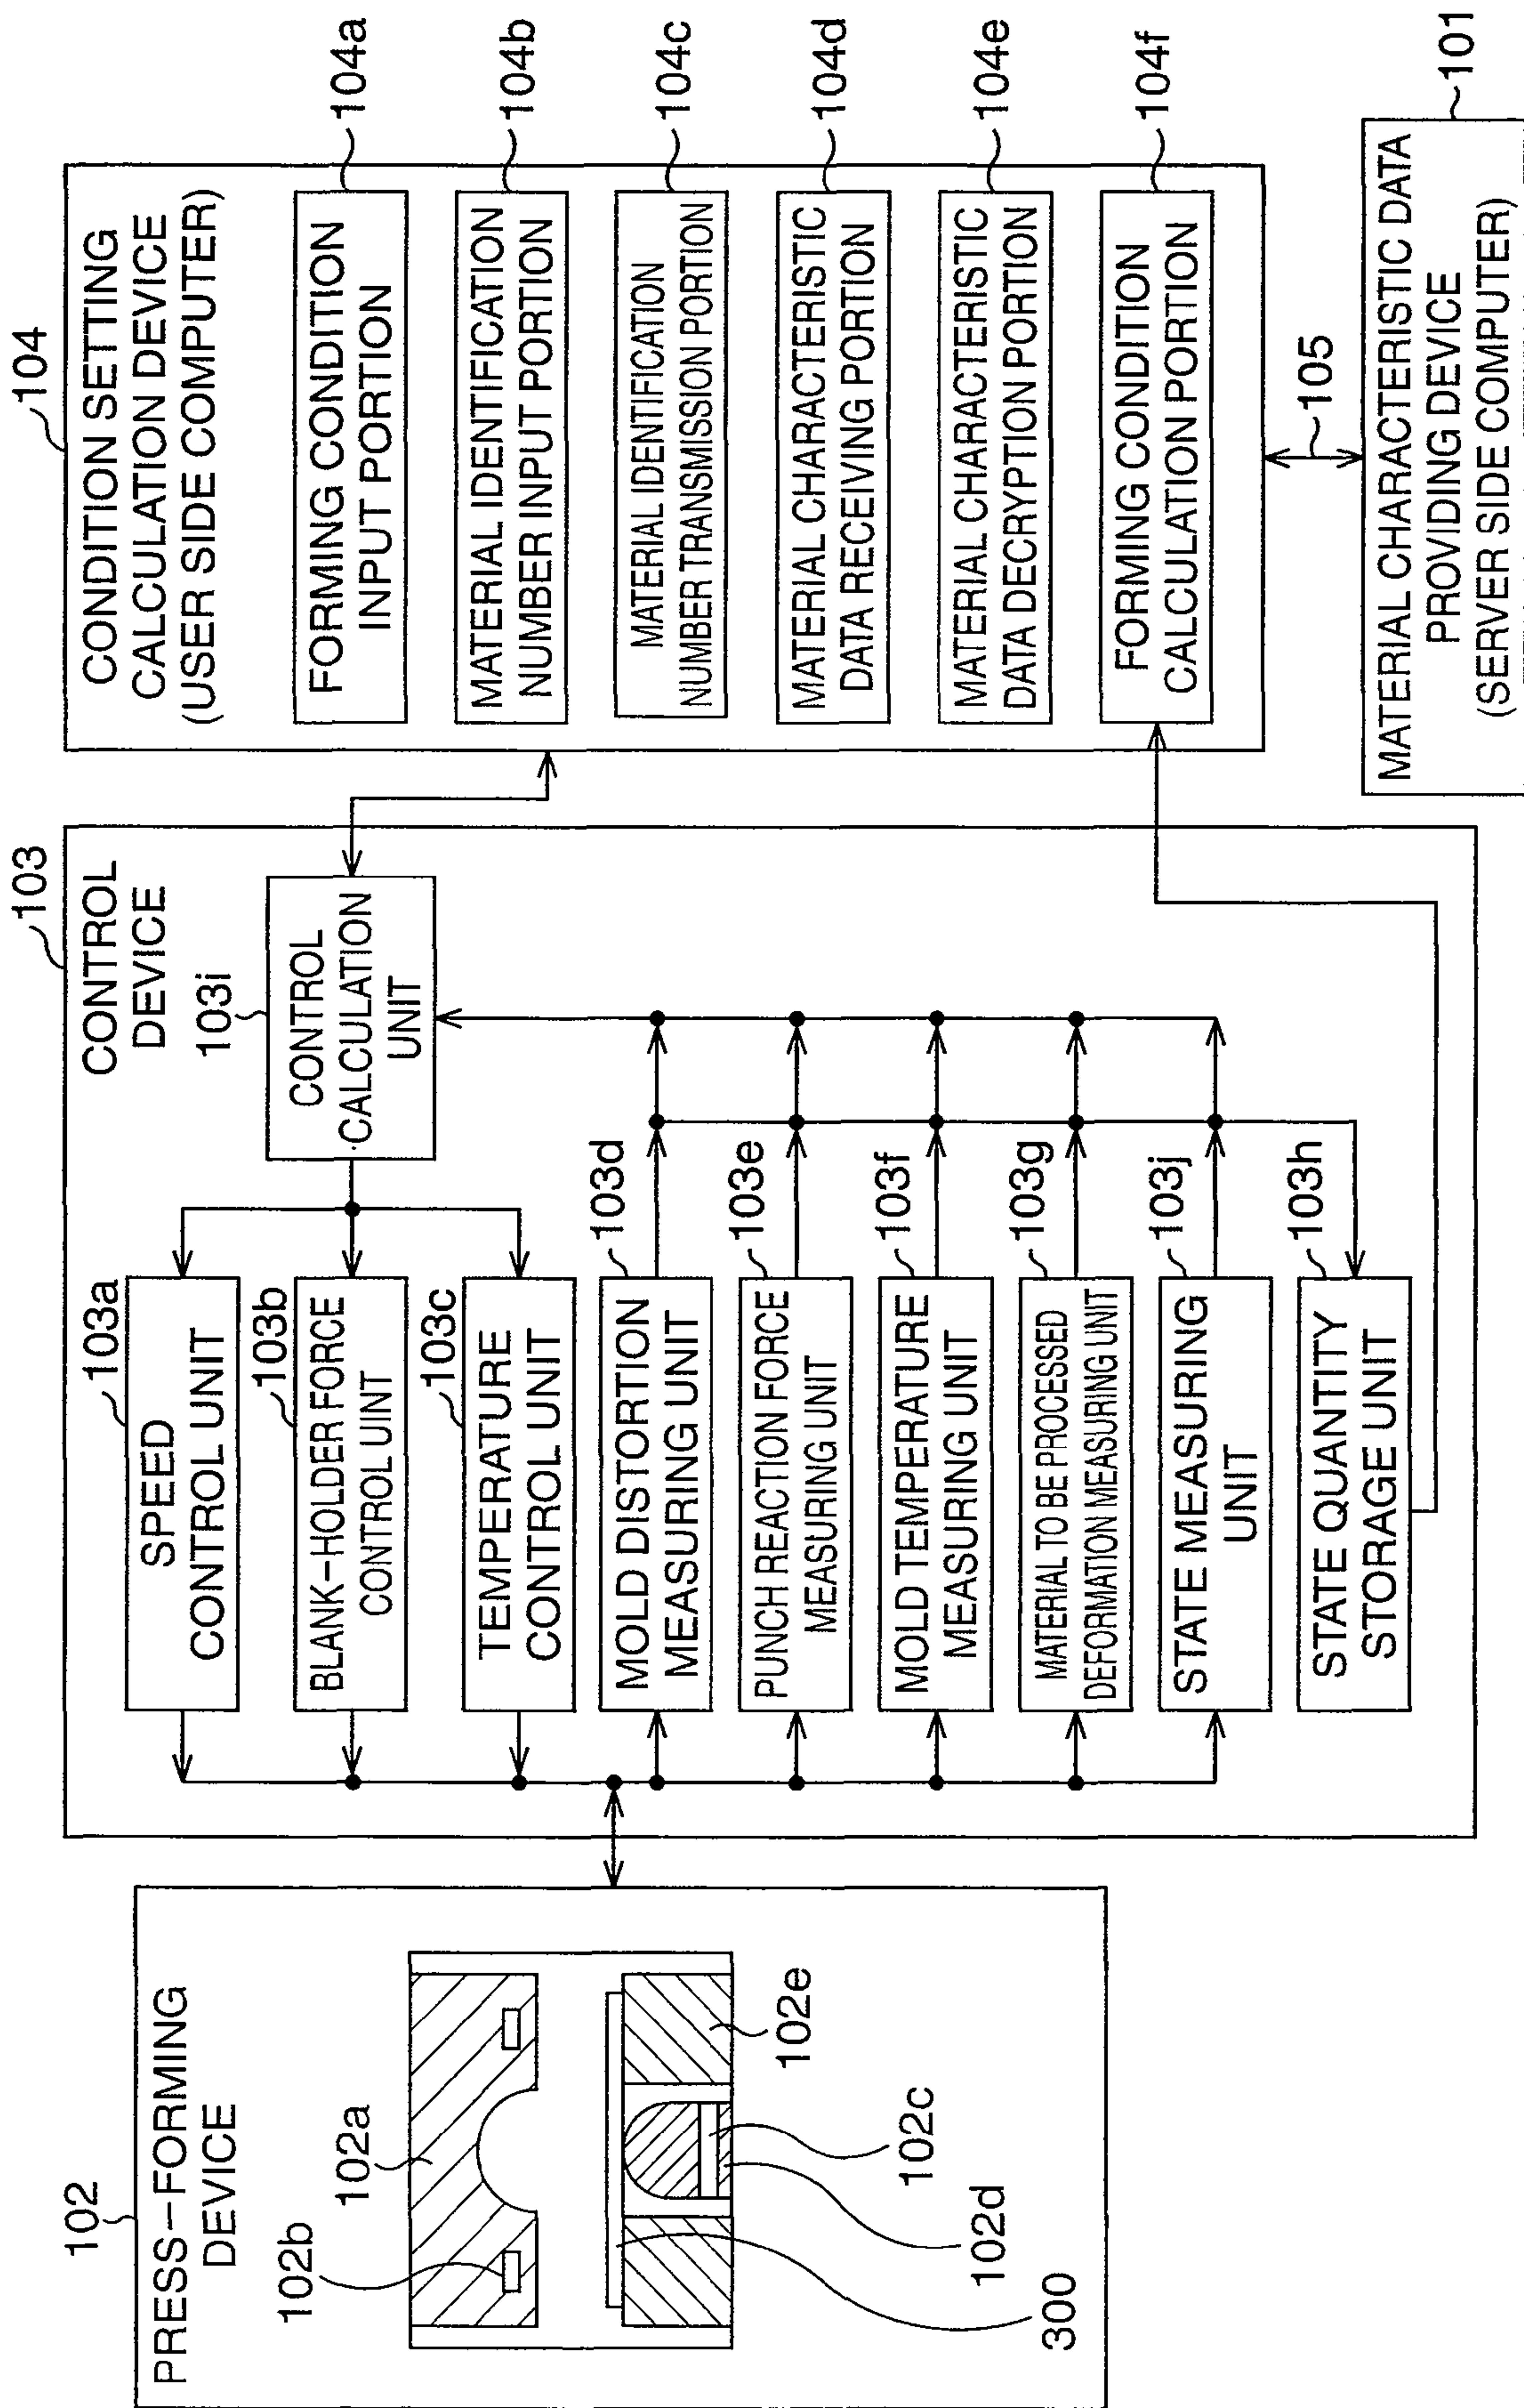 102
PRESS-FORMING
DEVICE
102a
102b
102e
102c
102d
300
103
CONTROL
DEVICE
103i
CONTROL
CALCULATION
UNIT
103a
SPEED
CONTROL UNIT
103b
BLANK-HOLDER FORCE
CONTROL UINT
103c
TEMPERATURE
CONTROL UNIT
103d
MOLD DISTORTION
MEASURING UNIT
103e
PUNCH REACTION FORCE
MEASURING UNIT
103f
MOLD TEMPERATURE
MEASURING UNIT
103g
MATERIAL TO BE PROCESSED
DEFORMATION MEASURING UNIT
103j
STATE MEASURING
UNIT
103h
STATE QUANTITY
STORAGE UNIT
104
CONDITION SETTING
CALCULATION DEVICE
(USER SIDE COMPUTER)
FORMING CONDITION
INPUT PORTION
104a
MATERIAL IDENTIFICATION
NUMBER INPUT PORTION
104b
MATERIAL IDENTIFICATION
NUMBER TRANSMISSION PORTION
104c
MATERIAL CHARACTERISTIC
DATA RECEIVING PORTION
104d
MATERIAL CHARACTERISTIC
DATA DECRYPTION PORTION
104e
FORMING CONDITION
CALCULATION PORTION
104f
105
101
MATERIAL CHARACTERISTIC DATA
PROVIDING DEVICE
(SERVER SIDE COMPUTER)